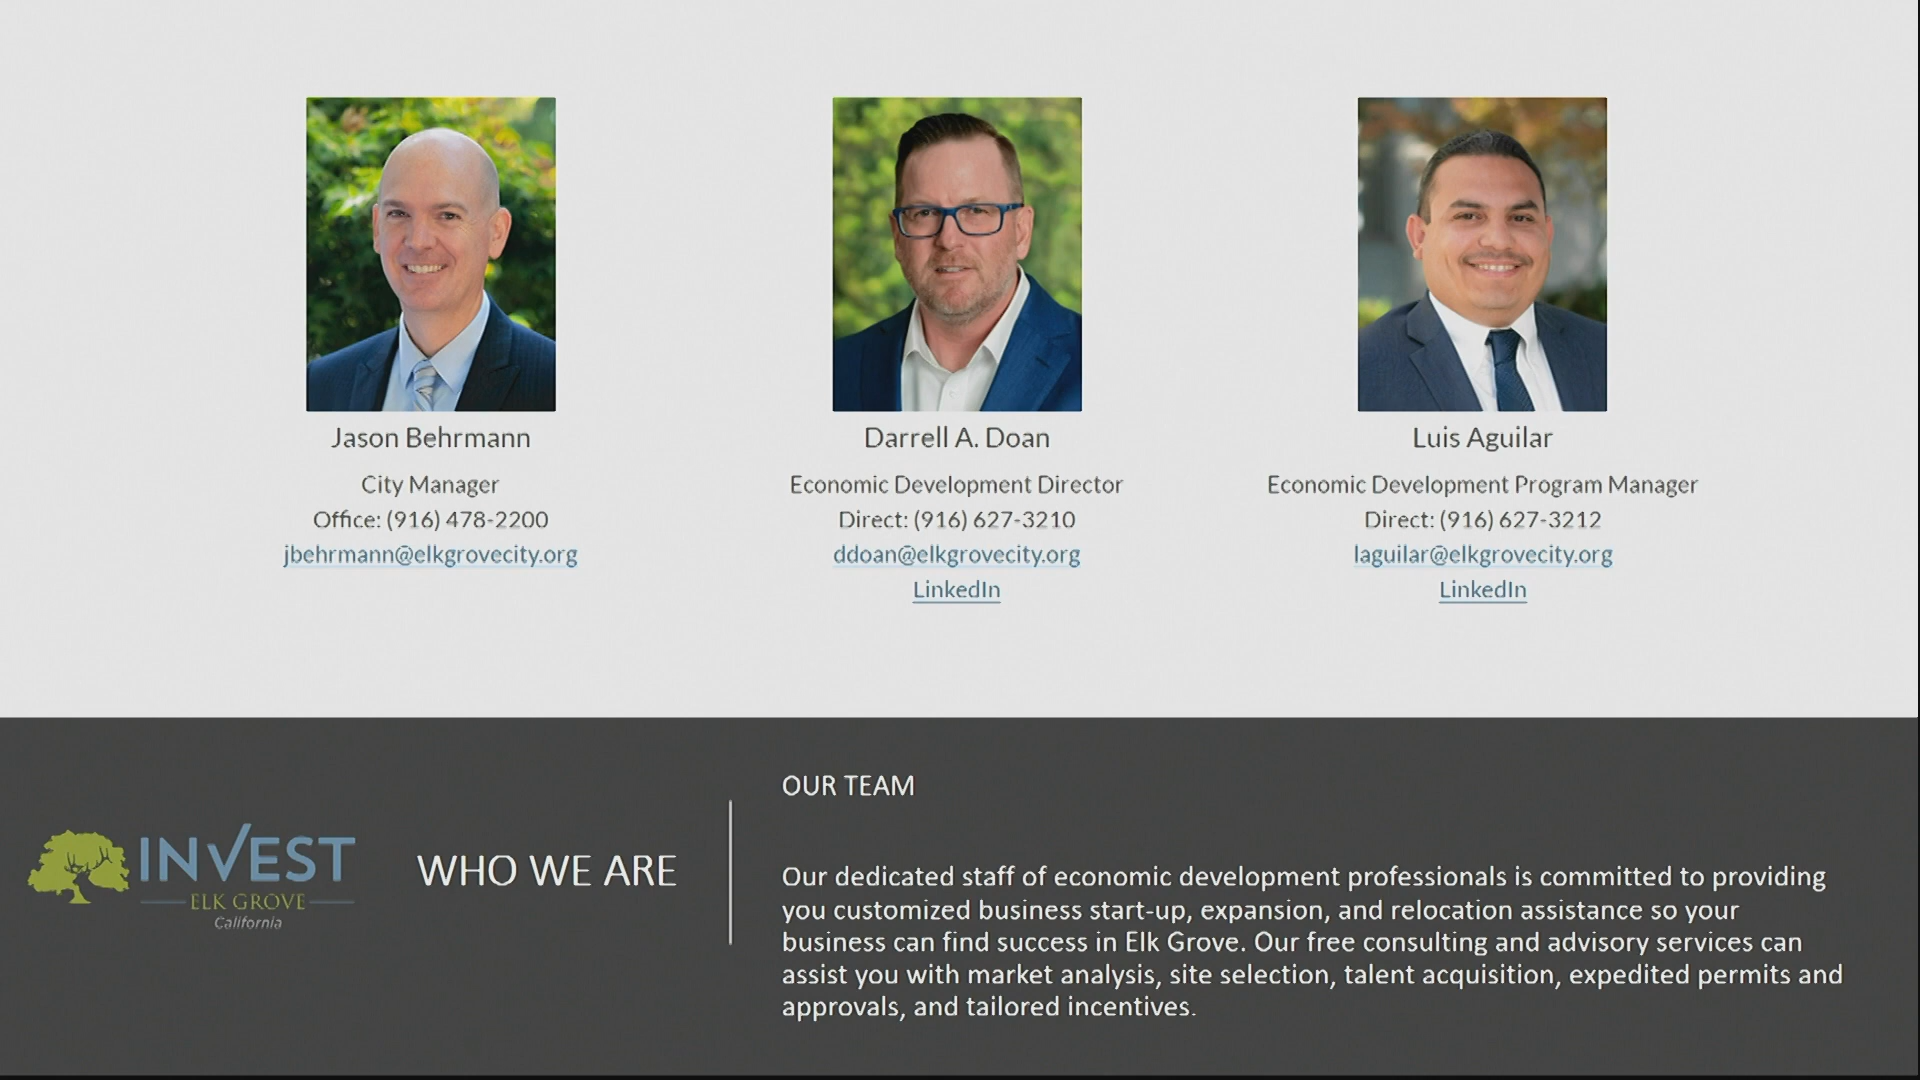 Jason Behrmann
City Manager
Office: (916) 478-2200
jbehrmann@elkgrovecity.org
Darrell A. Doan
Economic Development Director
Direct: (916) 627-3210
ddoan@elkgrovecity.org
LinkedIn
Luis Aguilar
Economic Development Program Manager
Direct: (916) 627-3212
laguilar@elkgrovecity.org
LinkedIn
INVEST
ELK GROVE
California
WHO WE ARE
OUR TEAM
Our dedicated staff of economic development professionals is committed to providing
you customized business start-up, expansion, and relocation assistance so your
business can find success in Elk Grove. Our free consulting and advisory services can
assist you with market analysis, site selection, talent acquisition, expedited permits and
approvals, and tailored incentives.